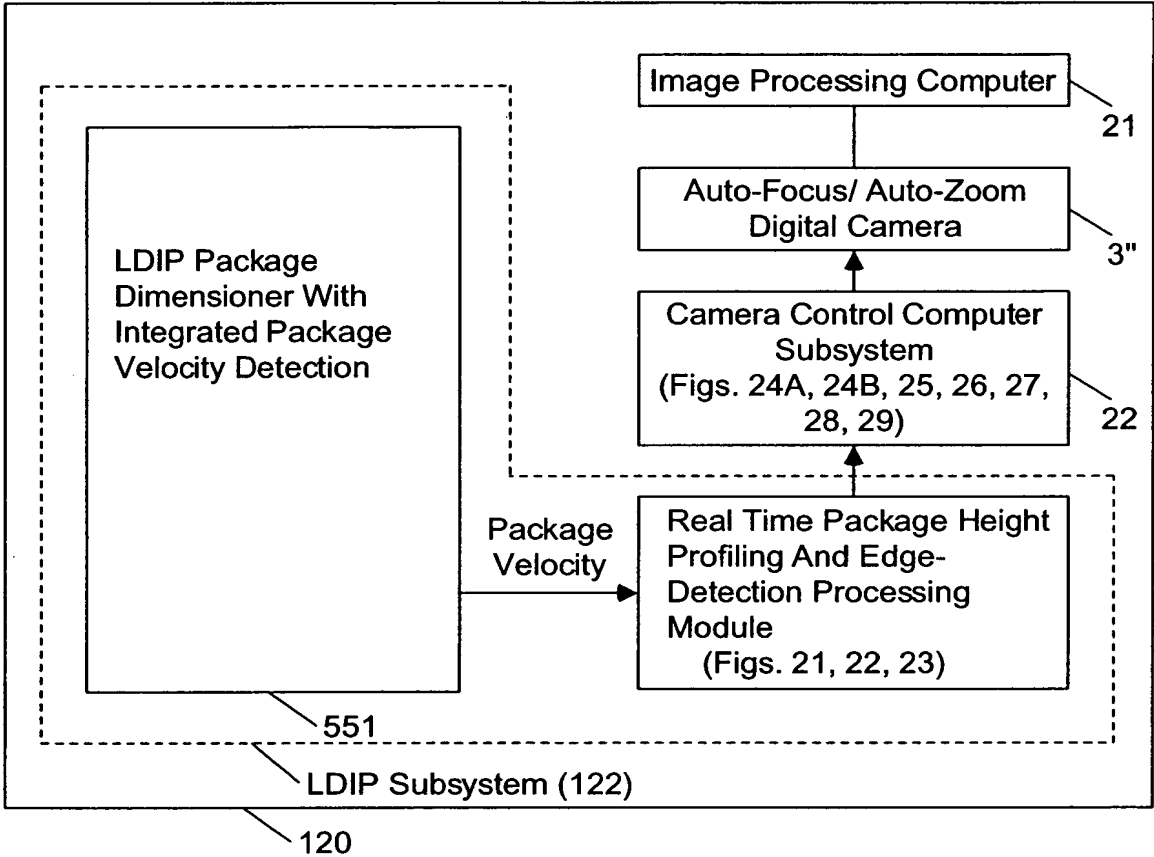 Image Processing Computer
21
Auto-Focus/ Auto-Zoom
Digital Camera
3"
LDIP Package
Dimensioner With
Integrated Package
Velocity Detection
Camera Control Computer
Subsystem
(Figs. 24A, 24B, 25, 26, 27,
28, 29)
22
Package
Velocity
Real Time Package Height
Profiling And Edge-
Detection Processing
Module
(Figs. 21, 22, 23)
551
LDIP Subsystem (122)
120